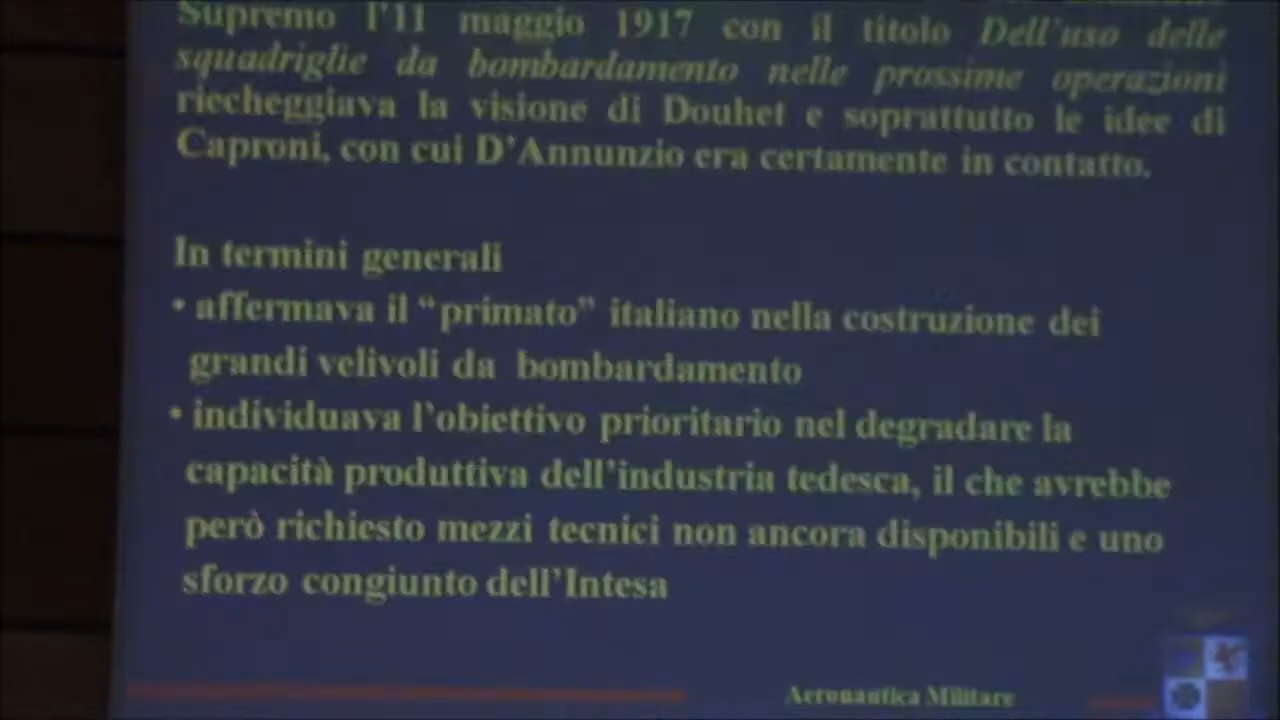 Supremo l'11 maggio 1917 con il titolo Dell'uso delle
squadriglie da bombardamento nelle prossime operazioni
riecheggiava la visione di Douhet e soprattutto le idee di
Caproni, con cui D'Annunzio era certamente in contatto.
In termini generali
• affermava il “primato” italiano nella costruzione dei
grandi velivoli da bombardamento
• individuava l'obiettivo prioritario nel degradare la
capacità produttiva dell'industria tedesca, il che avrebbe
però richiesto mezzi tecnici non ancora disponibili e uno
sforzo congiunto dell'Intesa
Aeronautica Militare